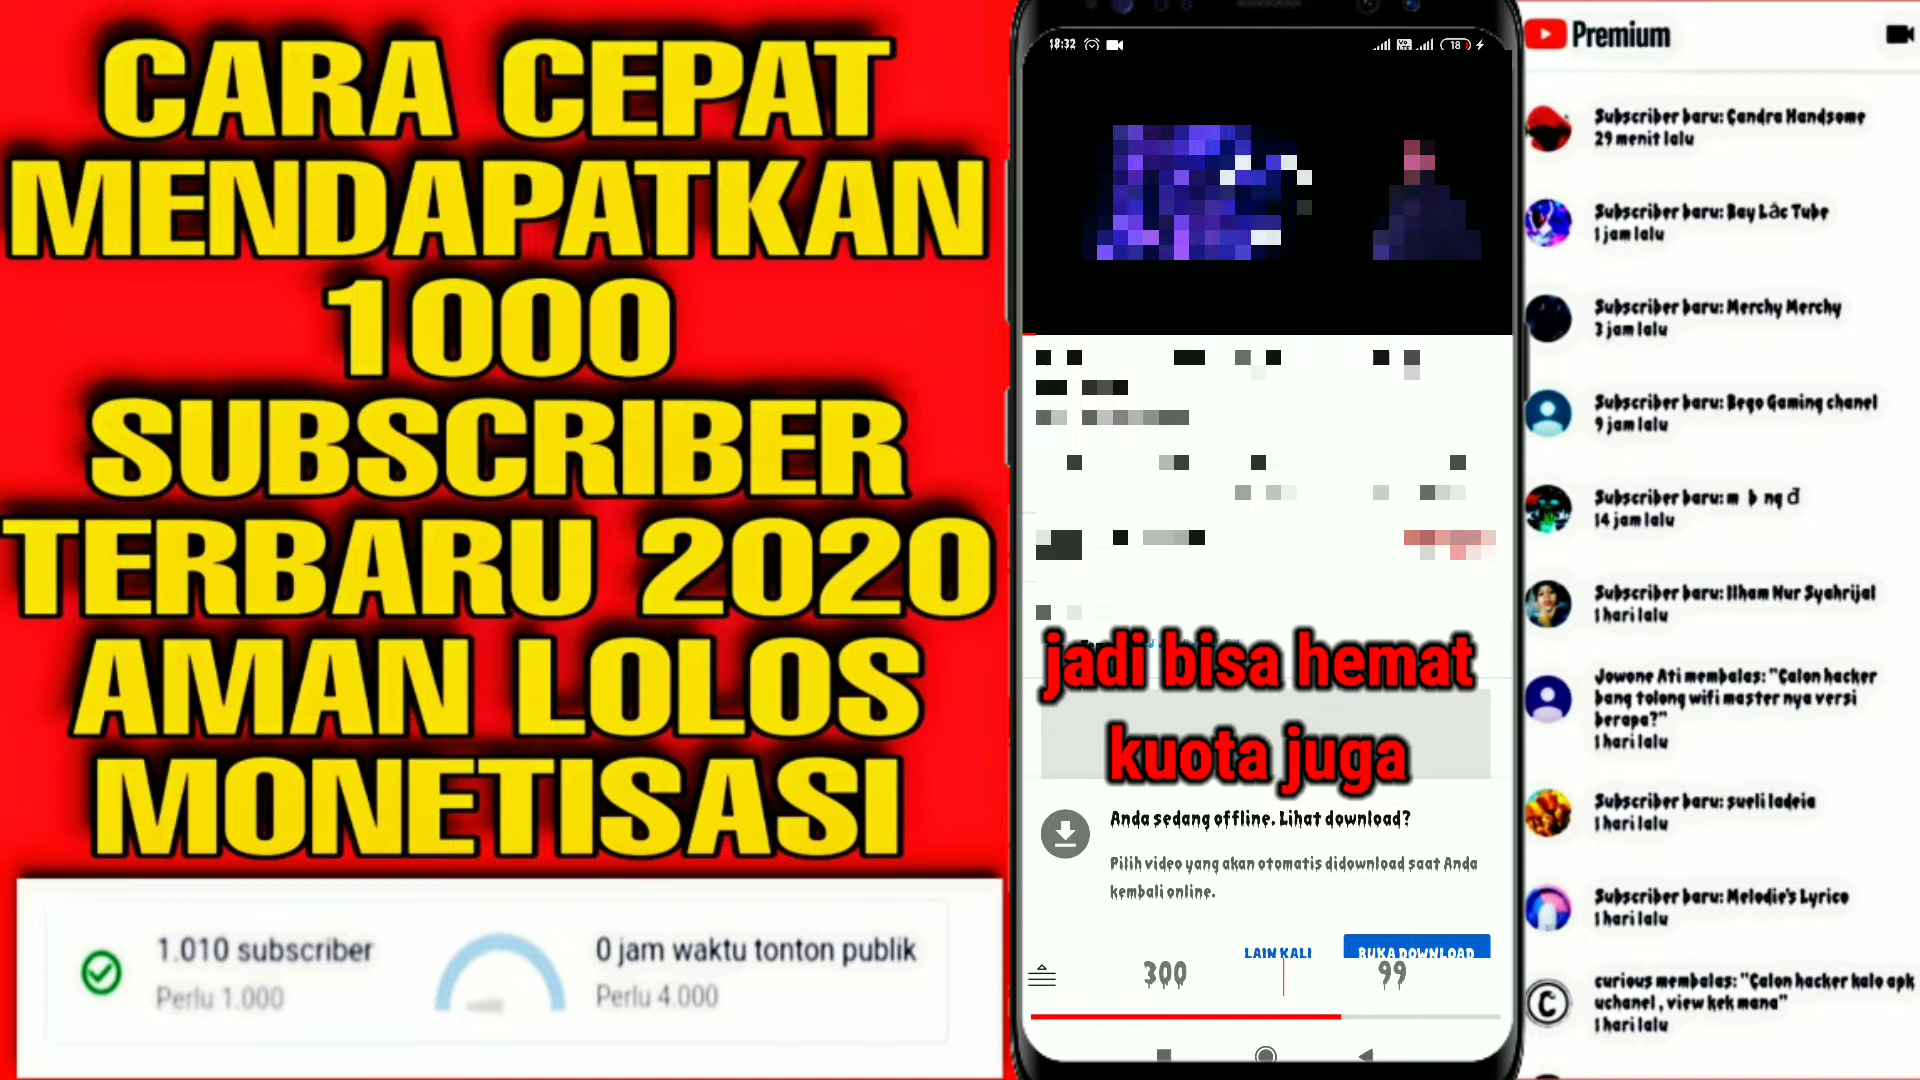 CARA CEPAT
MENDAPATKAN
1000
SUBSCRIBER
TERBARU 2020
AMAN LOLOS
MONETISASI
1.010 subscriber
Perlu 1.000
0 jam waktu tonton publik
Perlu 4.000
18:32
18
jadi bisa hemat
kuota juga
Anda sedang offline. Lihat download?
Pilih video yang akan otomatis didownload saat Anda
kembali online.
LAIN KALI
BUKA DOWNLOAD
300
99
Premium
Subscriber baru: Candra Handsome
29 menit lalu
Subscriber baru: Bay Lâc Tube
1 jam lalu
Subscriber baru: Merchy Merchy
3 jam lalu
Subscriber baru: Bego Gaming chanel
9 jam lalu
Subscriber baru: m b ng đ
14 jam lalu
Subscriber baru: Ilham Nur Syahrijal
1 hari lalu
Jowone Ati membalas: "Calon hacker
bang tolong wifi master nya versi
berapa?"
1 hari lalu
Subscriber baru: sueli ladeia
1 hari lalu
Subscriber baru: Melodie's Lyrico
1 hari lalu
curious membalas: "Calon hacker kalo apk
uchanel , view kek mana"
1 hari lalu